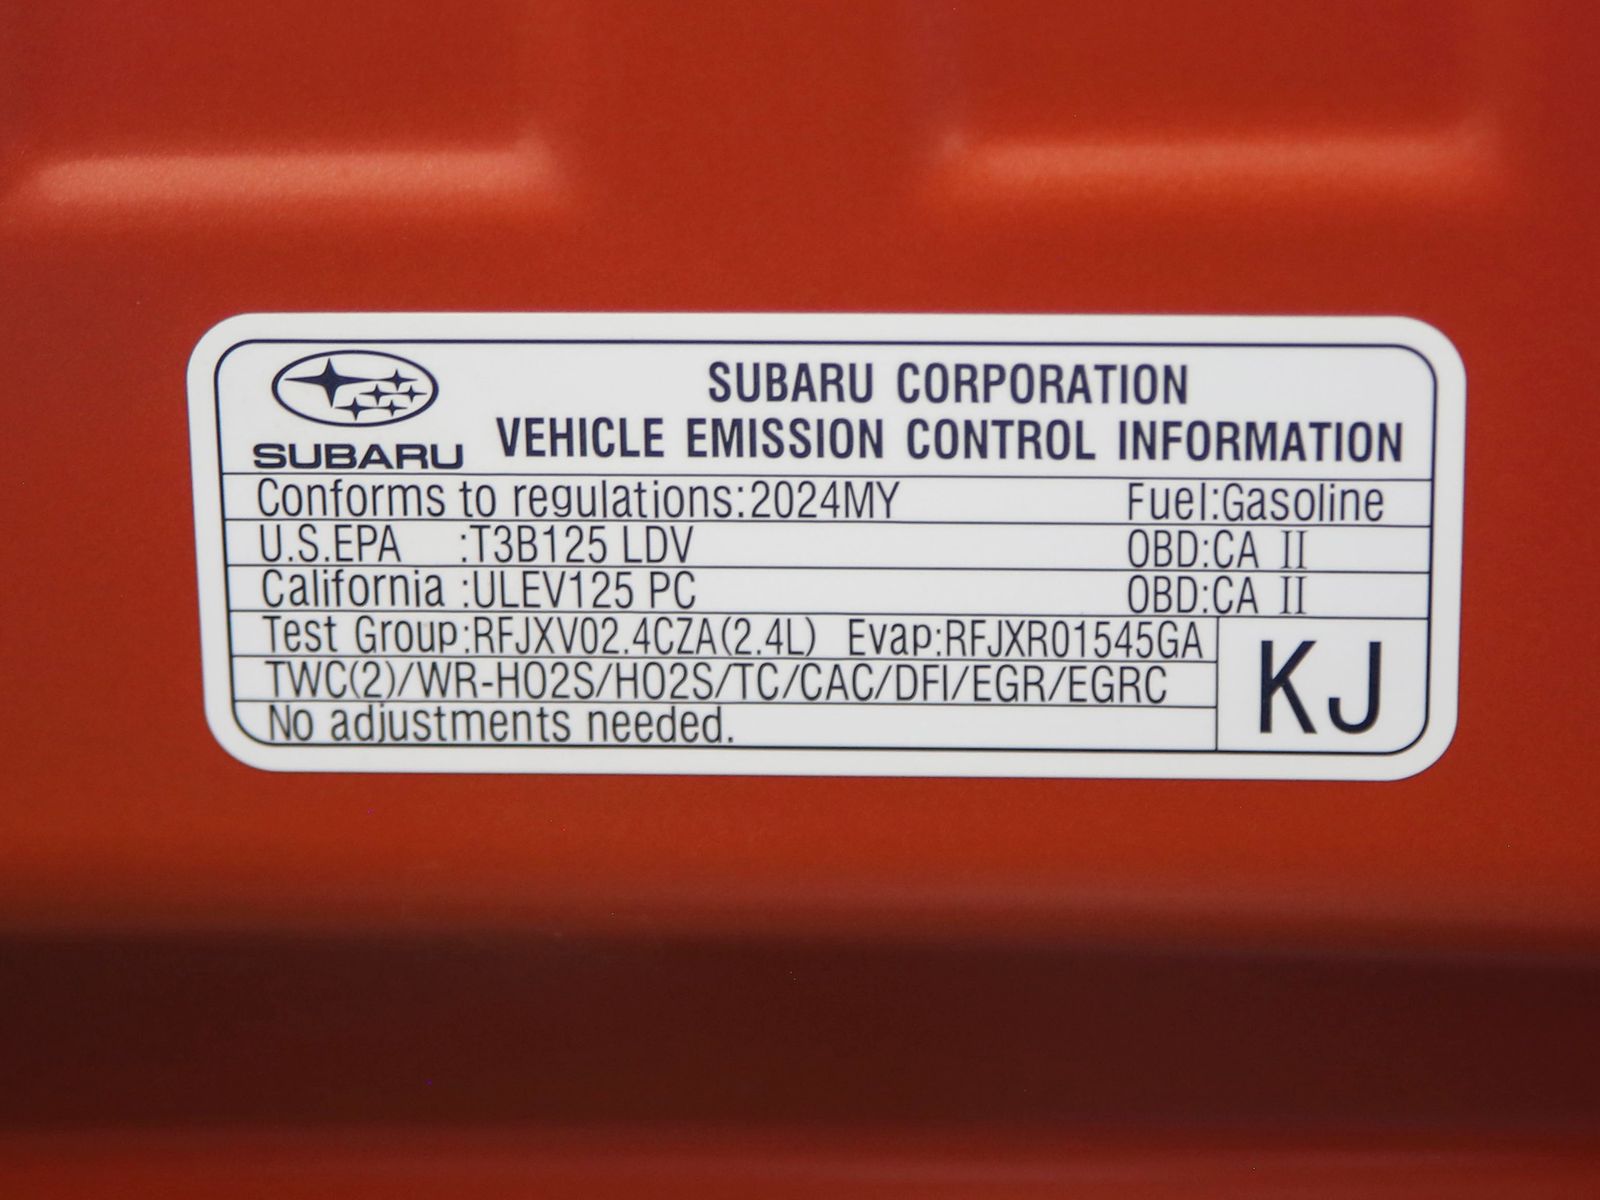 SUBARU CORPORATION
SUBARU VEHICLE EMISSION CONTROL INFORMATION
Conforms to regulations:2024MY Fuel:Gasoline
U.S.EPA :T3B125 LDV OBD:CA II
California :ULEV125 PC OBD:CA II
Test Group:RFJXV02.4CZA(2.4L) Evap:RFJXR01545GA
TWC(2)/WR-HO2S/HO2S/TC/CAC/DFI/EGR/EGRC KJ
No adjustments needed.